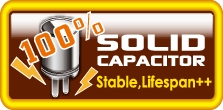 100%
SOLID
CAPACITOR
Stable,Lifespan++